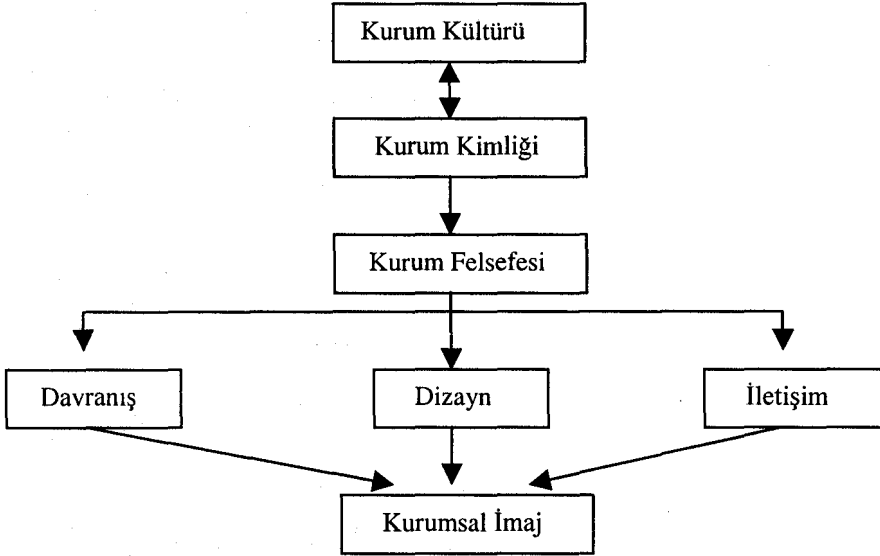 Kurum Kültürü
Kurum Kimliği
Kurum Felsefesi
Davranış
Dizayn
İletişim
Kurumsal İmaj